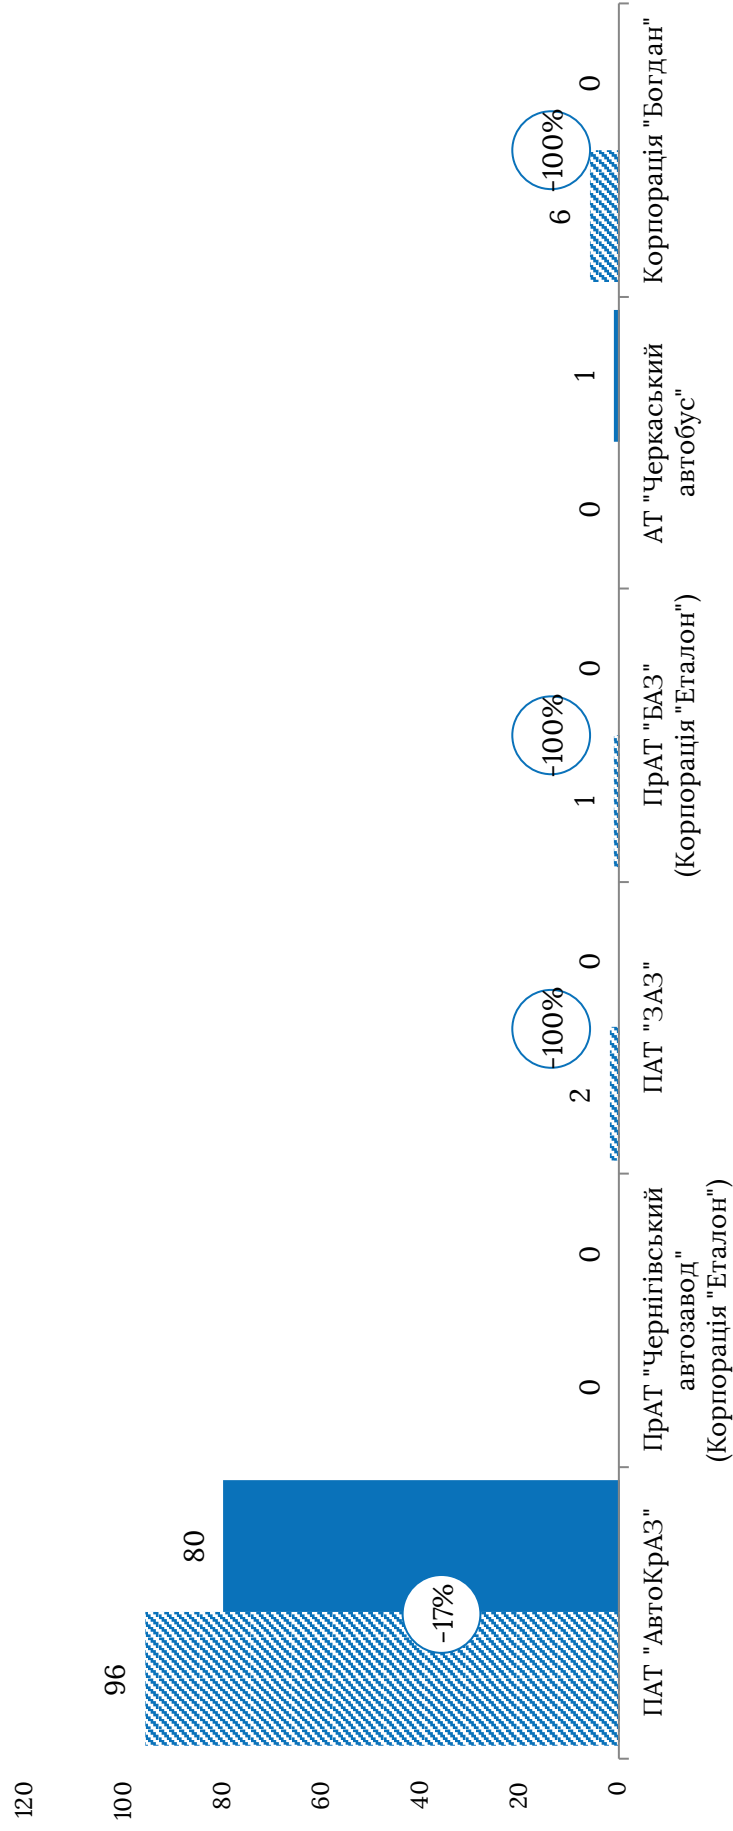 120
100
80
60
40
20
0
96
80
-17%
0
0
2
0
-100%
1
0
-100%
0
1
6
0
-100%
ПАТ "АвтоКрАЗ"
ПрАТ "Чернігівський
автозавод"
(Корпорація "Еталон")
ПАТ "ЗАЗ"
ПрАТ "БАЗ"
(Корпорація "Еталон")
АТ "Черкаський
автобус"
Корпорація "Богдан"